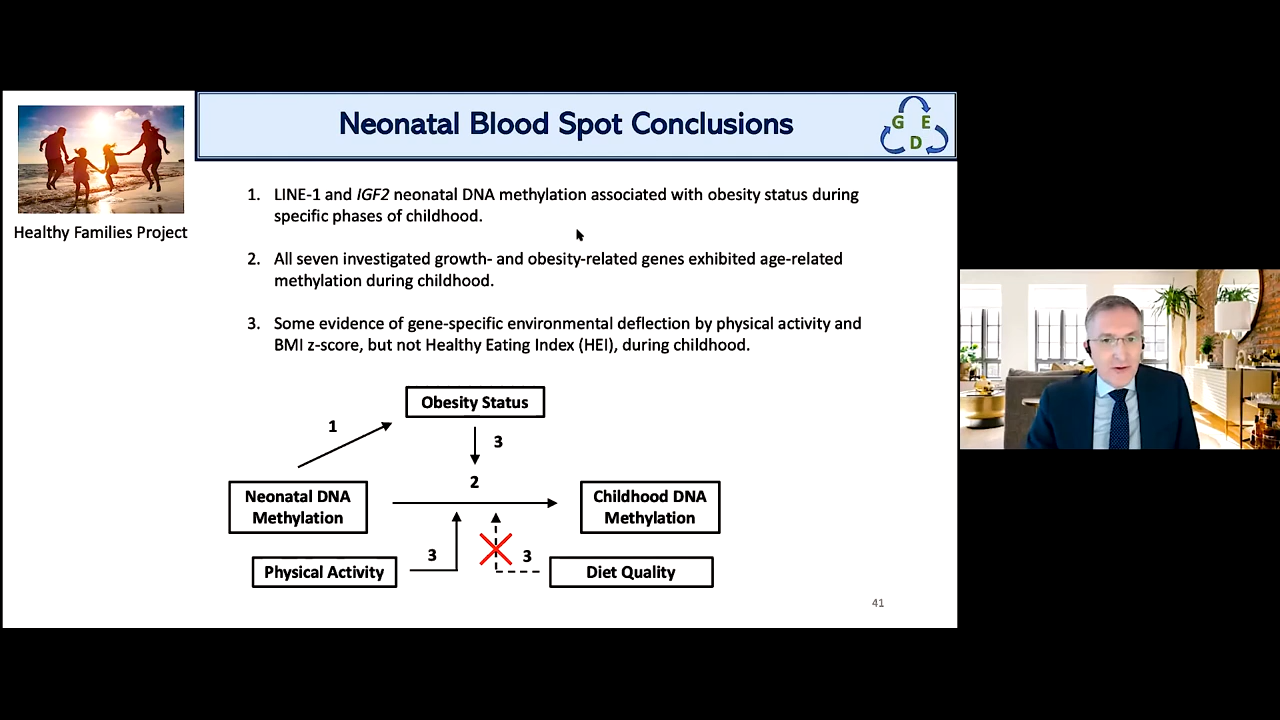 Neonatal Blood Spot Conclusions
G E
D
Healthy Families Project
1. LINE-1 and IGF2 neonatal DNA methylation associated with obesity status during
specific phases of childhood.
2. All seven investigated growth- and obesity-related genes exhibited age-related
methylation during childhood.
3. Some evidence of gene-specific environmental deflection by physical activity and
BMI z-score, but not Healthy Eating Index (HEI), during childhood.
Obesity Status
1
3
2
Neonatal DNA
Methylation
Childhood DNA
Methylation
3
3
Physical Activity
Diet Quality
41